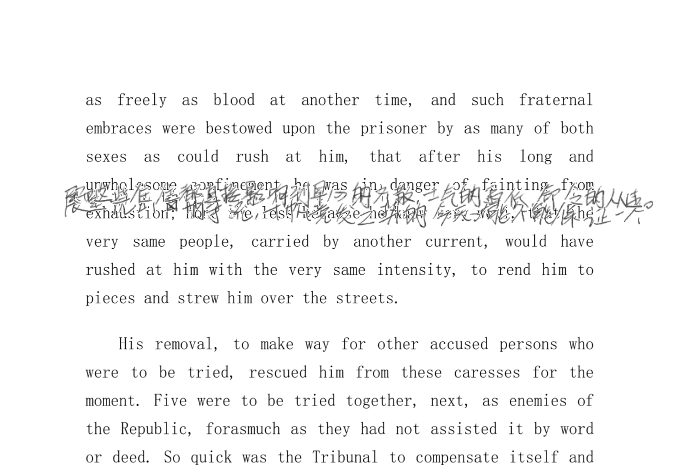 as freely as blood at another time, and such fraternal
embraces were bestowed upon the prisoner by as many of both
sexes as could rush at him, that after his long and
unwholesome confinement he was in danger of fainting from
exhaustion; none the less because he knew very well, that the
very same people, carried by another current, would have
rushed at him with the very same intensity, to rend him to
pieces and strew him over the streets.
His removal, to make way for other accused persons who
were to be tried, rescued him from these caresses for the
moment. Five were to be tried together, next, as enemies of
the Republic, forasmuch as they had not assisted it by word
or deed. So quick was the Tribunal to compensate itself and